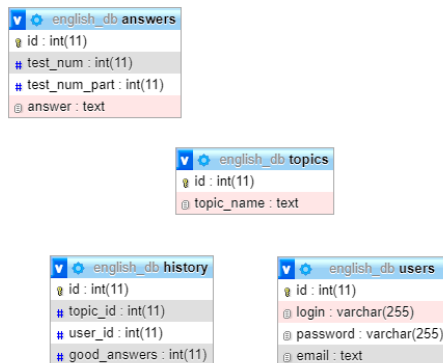 english_db answers
id : int(11)
test_num : int(11)
test_num_part : int(11)
answer : text
english_db topics
id : int(11)
topic_name : text
english_db history
id : int(11)
topic_id : int(11)
user_id : int(11)
good_answers : int(11)
english_db users
id : int(11)
login : varchar(255)
password : varchar(255)
email : text